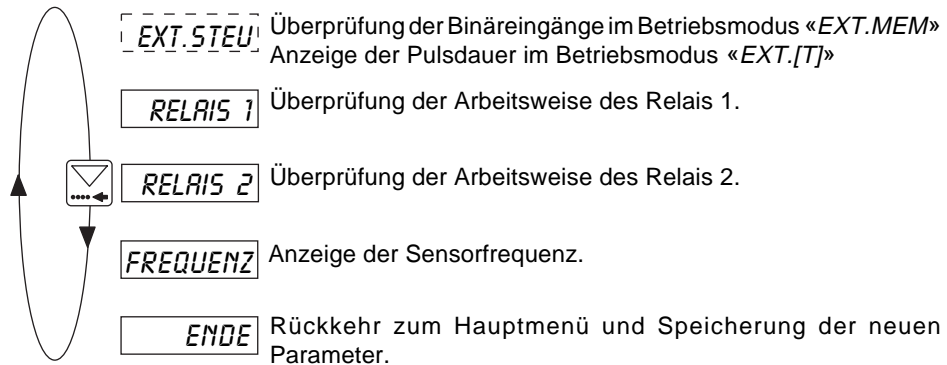 EXT.STEU Überprüfung der Binäreingänge im Betriebsmodus «EXT.MEM»
Anzeige der Pulsdauer im Betriebsmodus «EXT.[T]»
RELAIS 1 Überprüfung der Arbeitsweise des Relais 1.
RELAIS 2 Überprüfung der Arbeitsweise des Relais 2.
FREQUENZ Anzeige der Sensorfrequenz.
ENDE Rückkehr zum Hauptmenü und Speicherung der neuen
Parameter.